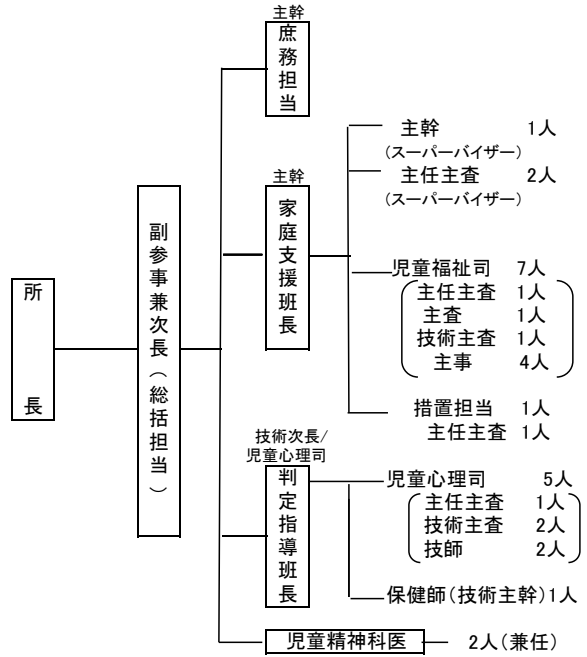 所長
副参事兼次長（総括担当）
主幹
庶務担当
主幹
家庭支援班長
主幹 1人
(スーパーバイザー)
主任主査 2人
(スーパーバイザー)
児童福祉司 7人
主任主査 1人
主査 1人
技術主査 1人
主事 4人
措置担当 1人
主任主査 1人
技術次長/
児童心理司
判定指導班長
児童心理司 5人
主任主査 1人
技術主査 2人
技師 2人
保健師(技術主幹)1人
児童精神科医 2人(兼任)